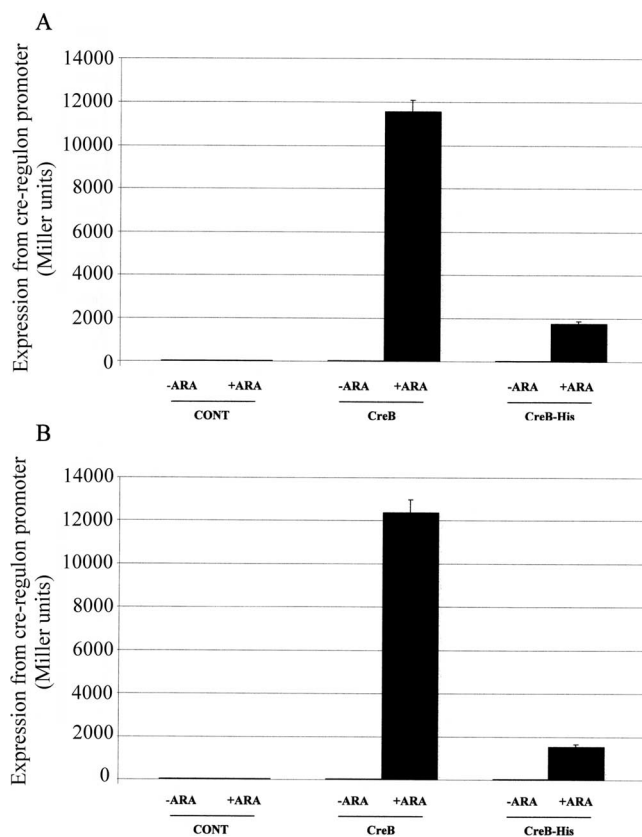 A
Expression from cre-regulon promoter
(Miller units)
14000
12000
10000
8000
6000
4000
2000
0
-ARA +ARA -ARA +ARA -ARA +ARA
CONT CreB CreB-His
B
Expression from cre-regulon promoter
(Miller units)
14000
12000
10000
8000
6000
4000
2000
0
-ARA +ARA -ARA +ARA -ARA +ARA
CONT CreB CreB-His